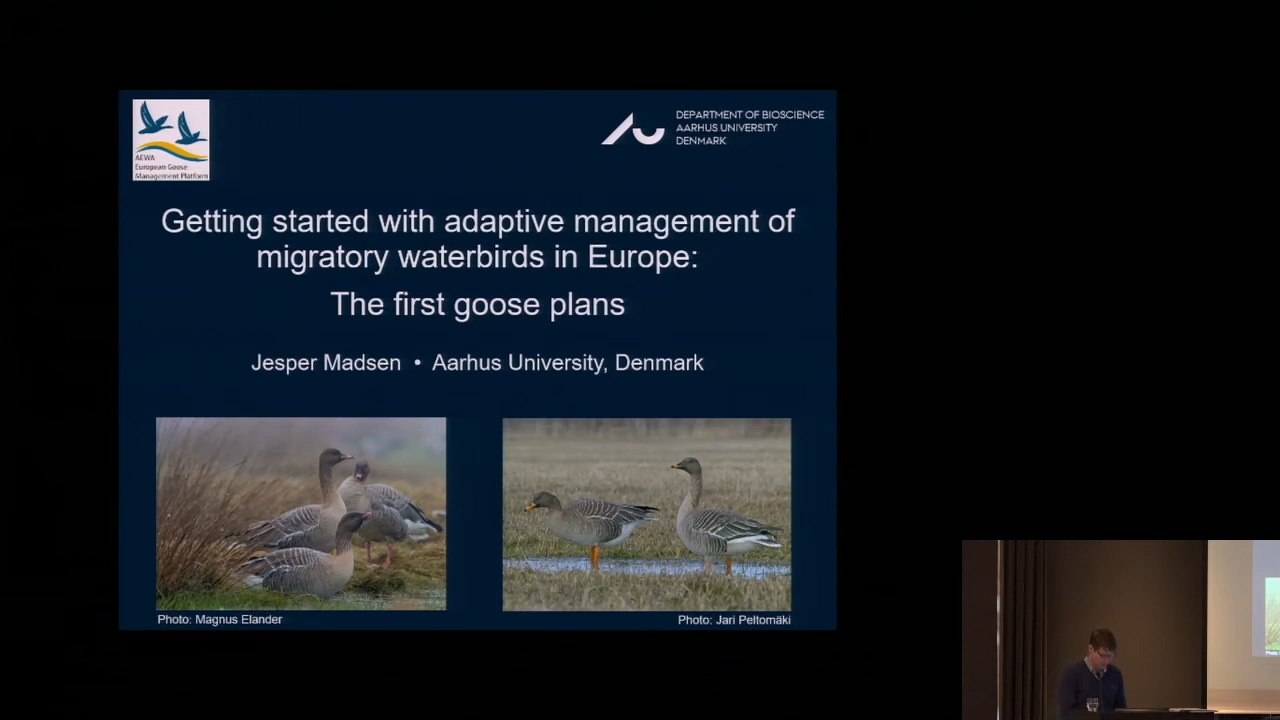 AEWA
European Goose
Management Platform
DEPARTMENT OF BIOSCIENCE
AARHUS UNIVERSITY
DENMARK
Getting started with adaptive management of
migratory waterbirds in Europe:
The first goose plans
Jesper Madsen • Aarhus University, Denmark
Photo: Magnus Elander
Photo: Jari Peltomäki